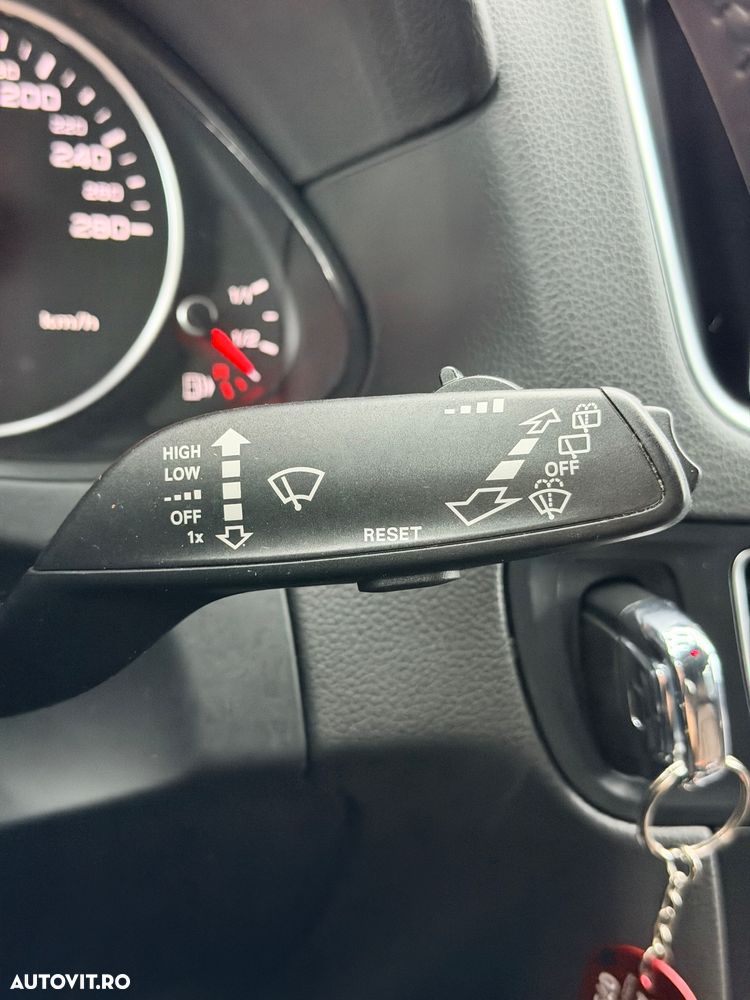 200
220
240
260
280
km/h
1/1
1/2
HIGH
LOW
OFF
1x
RESET
OFF
AUTOVIT.RO